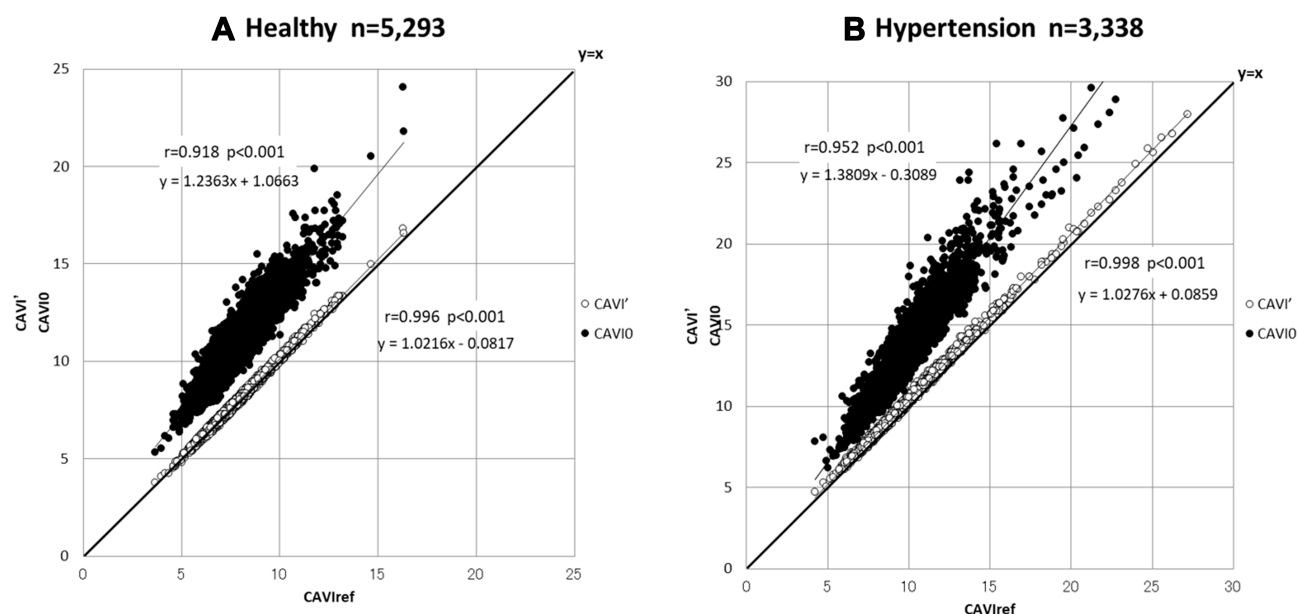 A Healthy n=5,293
y=x
25
20
15
10
5
0
0 5 10 15 20 25
CAVI'
CAVI0
r=0.918 p<0.001
y = 1.2363x + 1.0663
r=0.996 p<0.001
y = 1.0216x - 0.0817
CAVI'
CAVI0
CAVIref
B Hypertension n=3,338
y=x
30
25
20
15
10
5
0
0 5 10 15 20 25 30
CAVI'
CAVI0
r=0.952 p<0.001
y = 1.3809x - 0.3089
r=0.998 p<0.001
y = 1.0276x + 0.0859
CAVI'
CAVI0
CAVIref